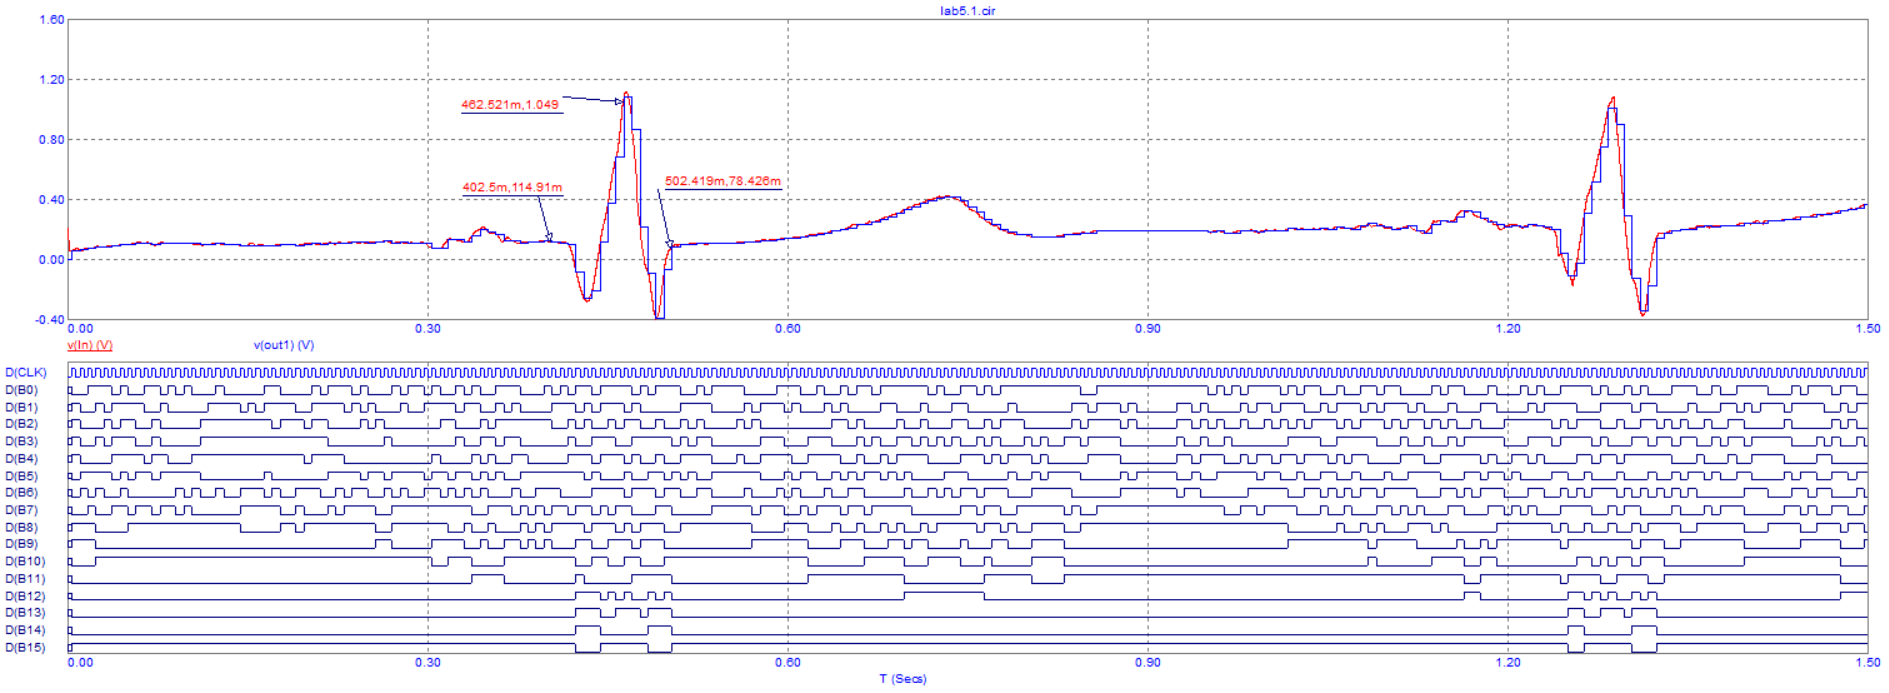 lab5.1.cir
1.60
1.20
0.80
0.40
0.00
-0.40
462.521m,1.049
402.5m,114.91m
502.419m,78.426m
0.00 0.30 0.60 0.90 1.20 1.50
v(In) (V) v(out1) (V)
D(CLK)
D(B0)
D(B1)
D(B2)
D(B3)
D(B4)
D(B5)
D(B6)
D(B7)
D(B8)
D(B9)
D(B10)
D(B11)
D(B12)
D(B13)
D(B14)
D(B15)
0.00 0.30 0.60 0.90 1.20 1.50
T (Secs)